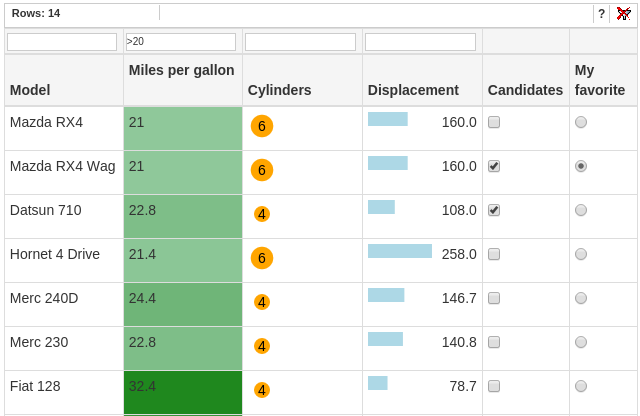 Rows: 14 ?
>20
Model Miles per gallon Cylinders Displacement Candidates My favorite
Mazda RX4 21 6 160.0
Mazda RX4 Wag 21 6 160.0
Datsun 710 22.8 4 108.0
Hornet 4 Drive 21.4 6 258.0
Merc 240D 24.4 4 146.7
Merc 230 22.8 4 140.8
Fiat 128 32.4 4 78.7